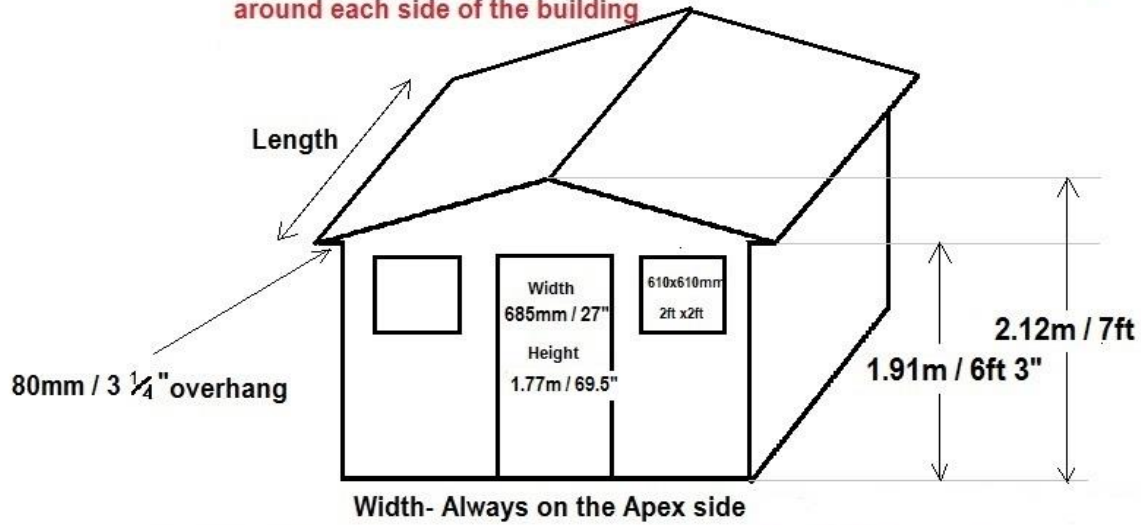 around each side of the building
Length
Width
685mm / 27"
Height
1.77m / 69.5"
610x610mm
2ft x2ft
2.12m / 7ft
1.91m / 6ft 3"
80mm / 3 1/4" overhang
Width- Always on the Apex side